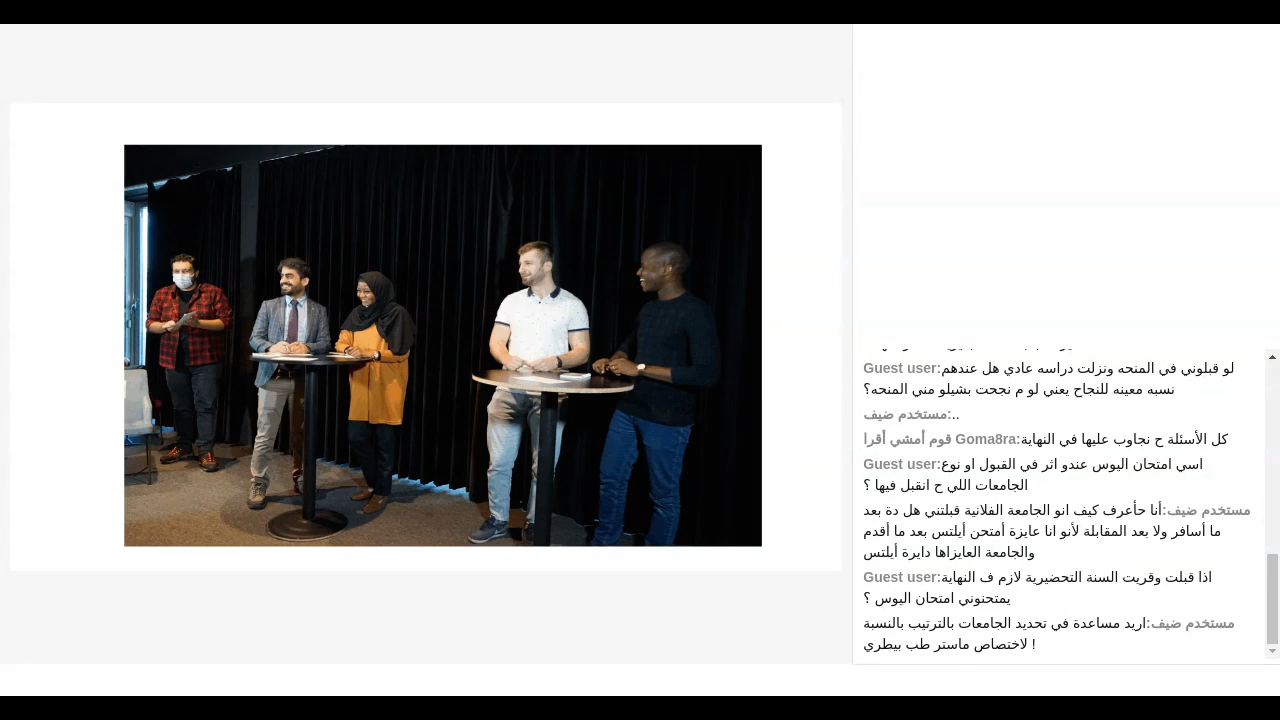 Guest user:لو قبلوني في المنحه ونزلت دراسه عادي هل عندهم
نسبه معينه للنجاح يعني لو م نجحت بشيلو مني المنحه؟
مستخدم ضيف:..
قوم أمشي أقرا Goma8ra:كل الأسئلة ح نجاوب عليها في النهاية
Guest user:اسي امتحان اليوس عندو اثر في القبول او نوع
الجامعات اللي ح انقبل فيها ؟
مستخدم ضيف:أنا حأعرف كيف انو الجامعة الفلانية قبلتني هل دة بعد
ما أسافر ولا بعد المقابلة لأنو انا عايزة أمتحن أيلتس بعد ما أقدم
والجامعة العايزاها دايرة أيلتس
Guest user:اذا قبلت وقريت السنة التحضيرية لازم ف النهاية
يمتحنوني امتحان اليوس ؟
مستخدم ضيف:اريد مساعدة في تحديد الجامعات بالترتيب بالنسبة
لاختصاص ماستر طب بيطري !